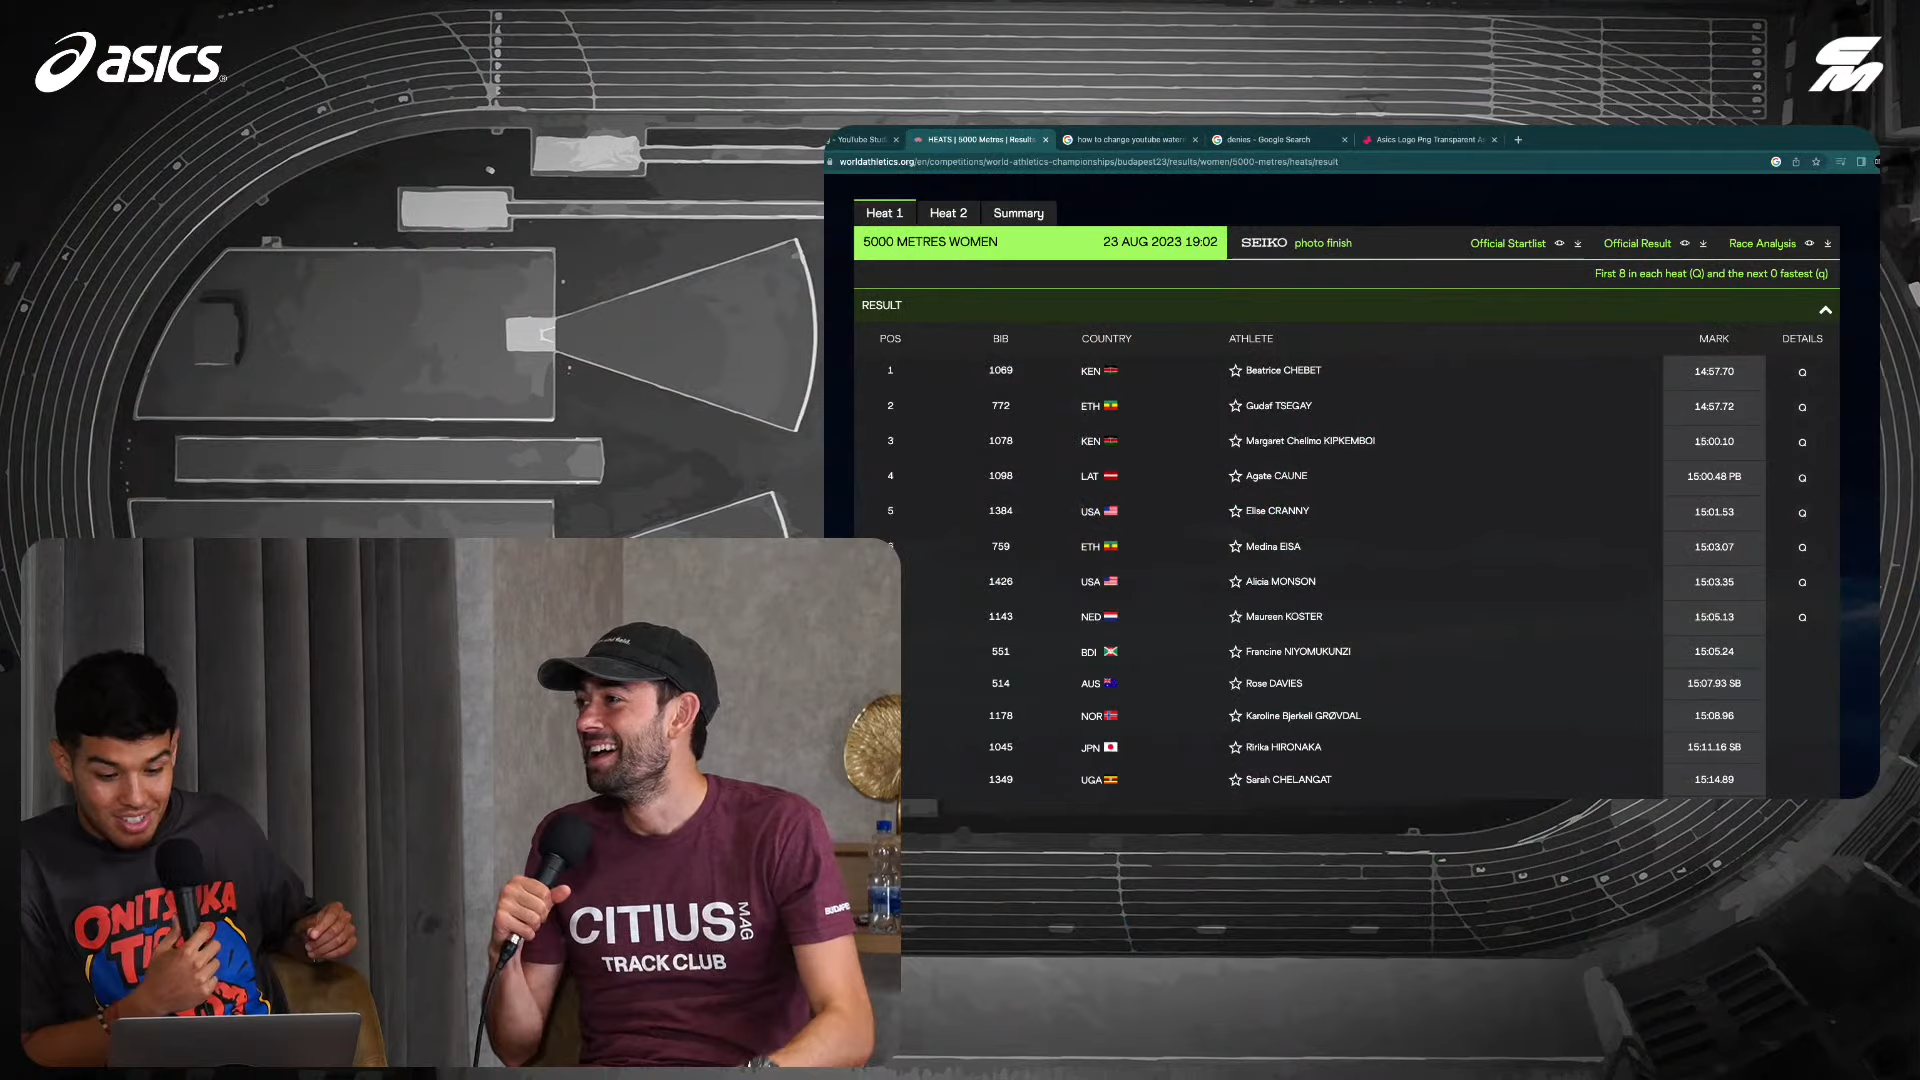 asics
SM
- YouTube Stud
HEATS | 5000 Metres | Results
how to change youtube water
denies - Google Search
Asics Logo Png Transparent A
worldathletics.org/en/competitions/world-athletics-championships/budapest23/results/women/5000-metres/heats/result
Heat 1 Heat 2 Summary
5000 METRES WOMEN 23 AUG 2023 19:02 SEIKO photo finish Official Startlist Official Result Race Analysis
First 8 in each heat (Q) and the next 0 fastest (q)
RESULT
POS BIB COUNTRY ATHLETE MARK DETAILS
1 1069 KEN Beatrice CHEBET 14:57.70 Q
2 772 ETH Gudaf TSEGAY 14:57.72 Q
3 1078 KEN Margaret Chelimo KIPKEMBOI 15:00.10 Q
4 1098 LAT Agate CAUNE 15:00.48 PB Q
5 1384 USA Elise CRANNY 15:01.53 Q
759 ETH Medina EISA 15:03.07 Q
1426 USA Alicia MONSON 15:03.35 Q
1143 NED Maureen KOSTER 15:05.13 Q
551 BDI Francine NIYOMUKUNZI 15:05.24
514 AUS Rose DAVIES 15:07.93 SB
1178 NOR Karoline Bjerkeli GRØVDAL 15:08.96
1045 JPN Ririka HIRONAKA 15:11.16 SB
1349 UGA Sarah CHELANGAT 15:14.89
CITIUS MAG
TRACK CLUB